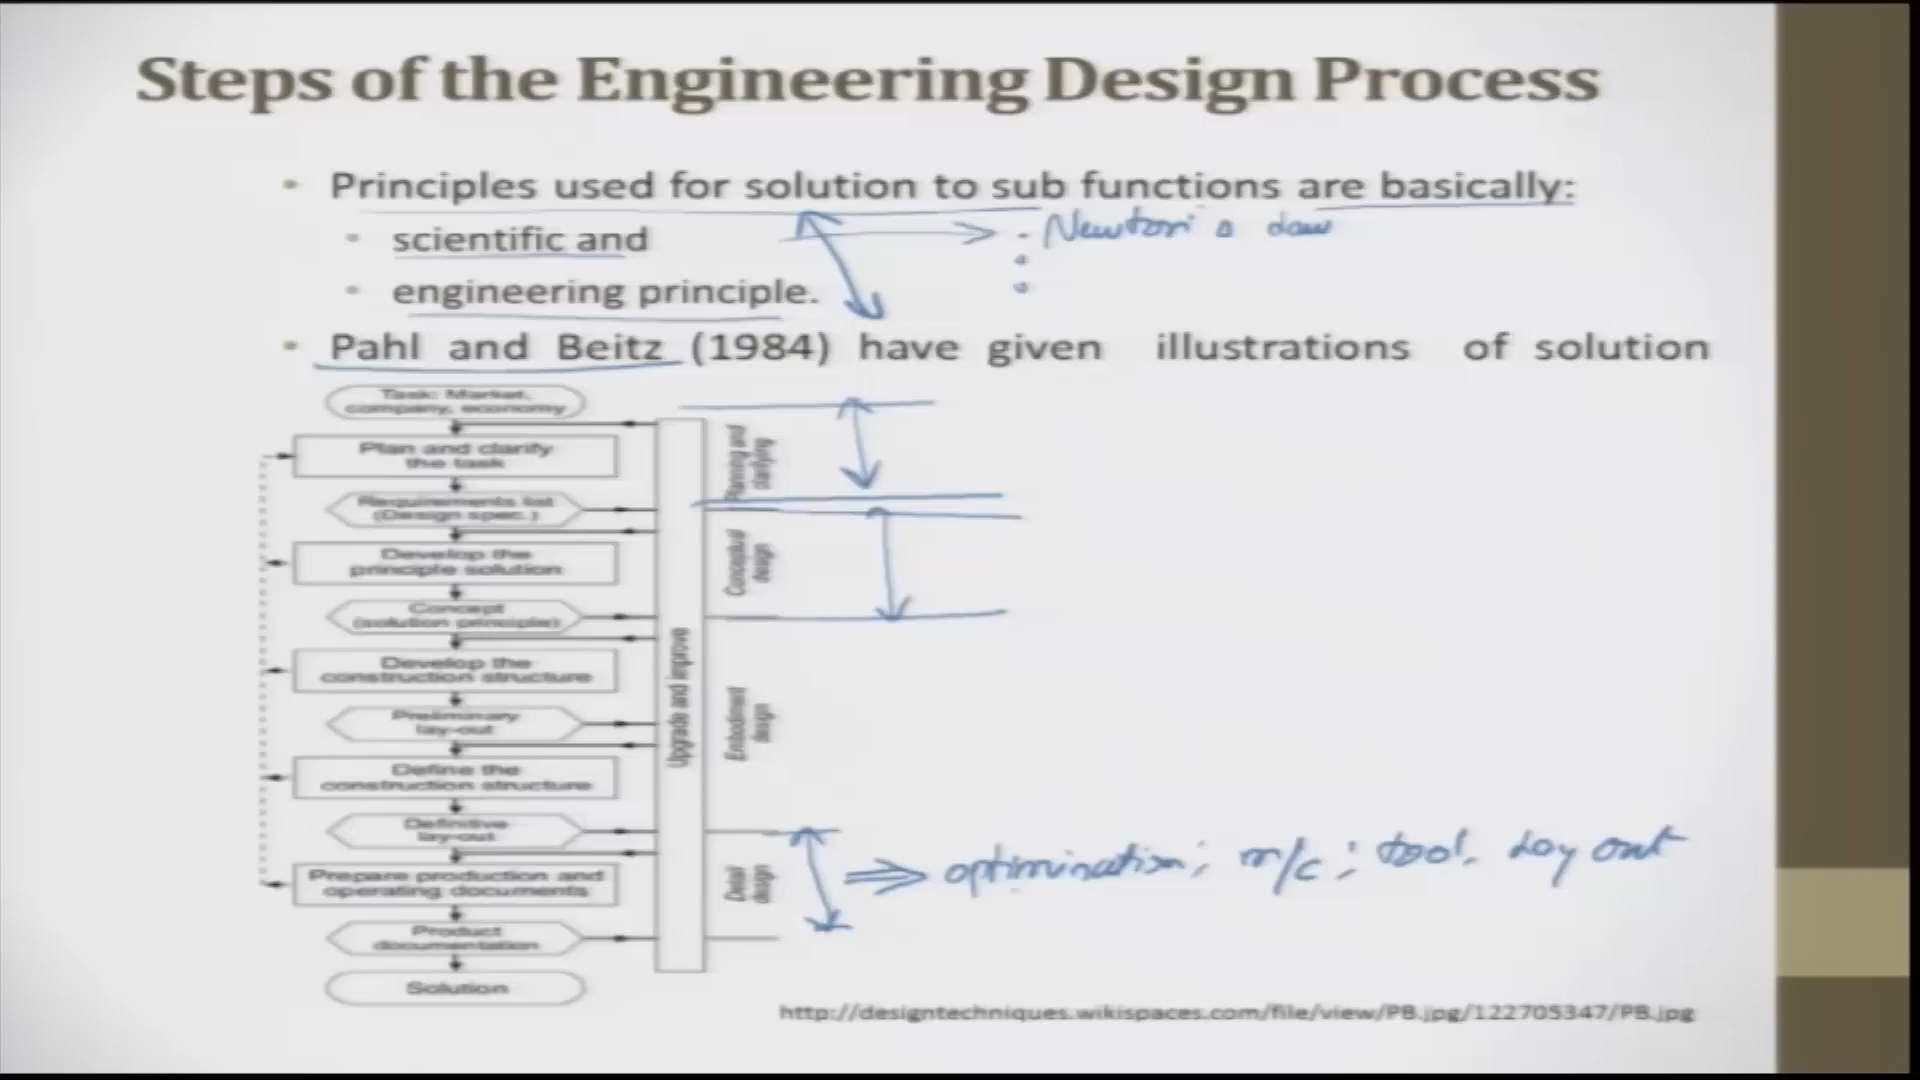 Steps of the Engineering Design Process
• Principles used for solution to sub functions are basically:
• scientific and
• engineering principle.
Newton's law
• Pahl and Beitz (1984) have given illustrations of solution
Task: Market,
company, economy
Plan and clarify
the task
Requirements list
(Design spec.)
Develop the
principle solution
Concept
(solution principle)
Develop the
construction structure
Preliminary
lay-out
Define the
construction structure
Definitive
lay-out
Prepare production and
operating documents
Product
documentation
Solution
Upgrade and improve
Planning and
clarifying
Conceptual
design
Embodiment
design
Detail
design
optimization; m/c; tool. Lay out
http://designtechniques.wikispaces.com/file/view/PB.jpg/122705347/PB.jpg